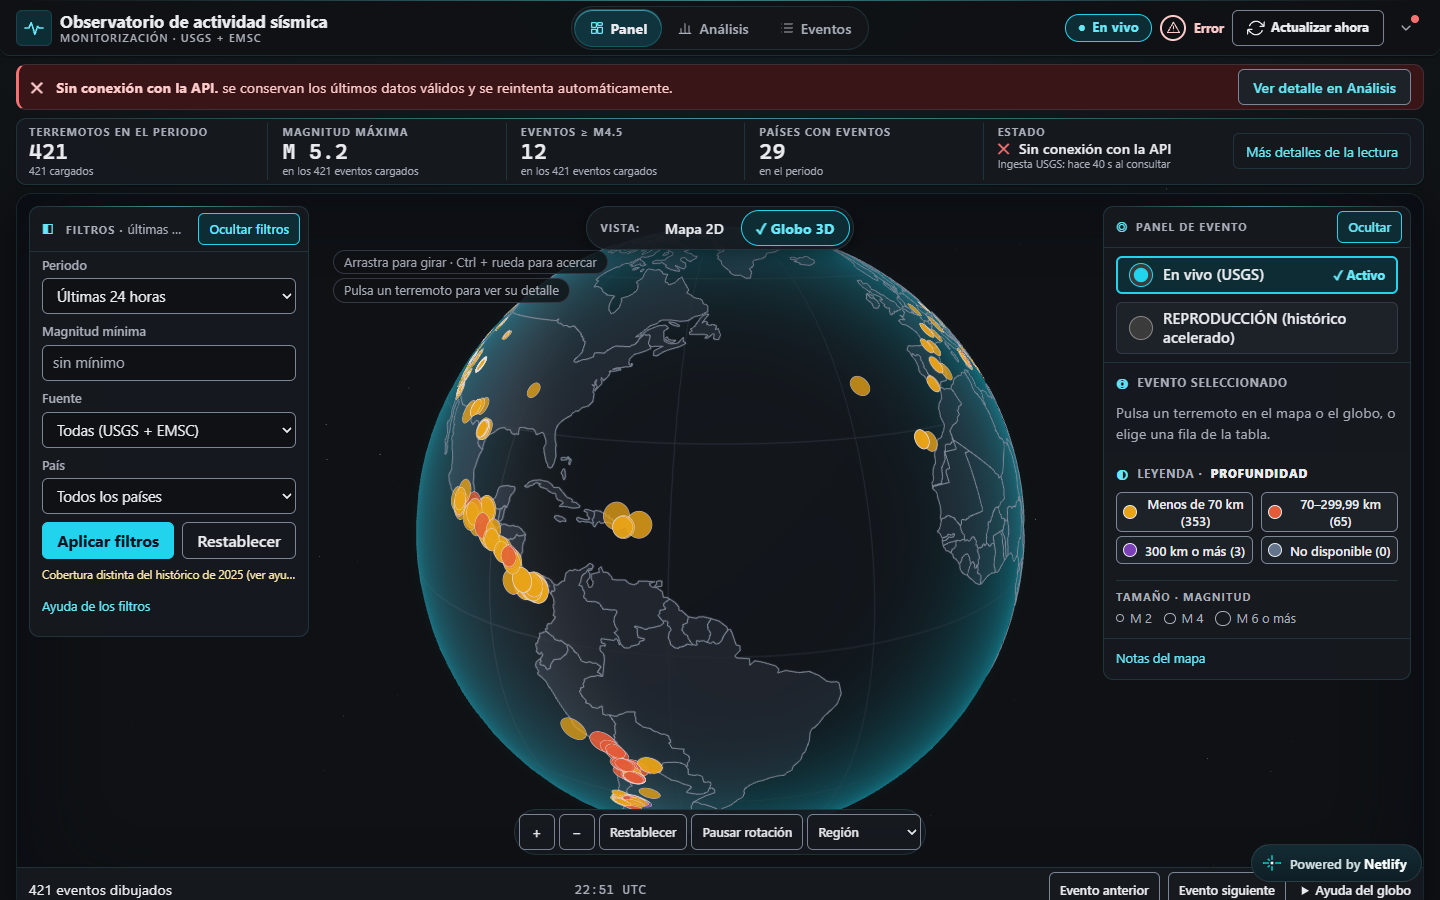 Observatorio de actividad sísmica
MONITORIZACIÓN · USGS + EMSC
Panel
Análisis
Eventos
En vivo
Error
Actualizar ahora
Sin conexión con la API. se conservan los últimos datos válidos y se reintenta automáticamente.
Ver detalle en Análisis
TERREMOTOS EN EL PERIODO
421
421 cargados
MAGNITUD MÁXIMA
M 5.2
en los 421 eventos cargados
EVENTOS ≥ M4.5
12
en los 421 eventos cargados
PAÍSES CON EVENTOS
29
en el periodo
ESTADO
Sin conexión con la API
Ingesta USGS: hace 40 s al consultar
Más detalles de la lectura
FILTROS · últimas ...
Ocultar filtros
Periodo
Últimas 24 horas
Magnitud mínima
sin mínimo
Fuente
Todas (USGS + EMSC)
País
Todos los países
Aplicar filtros
Restablecer
Cobertura distinta del histórico de 2025 (ver ayu...
Ayuda de los filtros
VISTA:
Mapa 2D
✓ Globo 3D
Arrastra para girar · Ctrl + rueda para acercar
Pulsa un terremoto para ver su detalle
+
−
Restablecer
Pausar rotación
Región
PANEL DE EVENTO
Ocultar
En vivo (USGS)
✓ Activo
REPRODUCCIÓN (histórico
acelerado)
EVENTO SELECCIONADO
Pulsa un terremoto en el mapa o el globo, o
elige una fila de la tabla.
LEYENDA · PROFUNDIDAD
Menos de 70 km
(353)
70–299,99 km
(65)
300 km o más (3)
No disponible (0)
TAMAÑO · MAGNITUD
M 2
M 4
M 6 o más
Notas del mapa
Powered by Netlify
421 eventos dibujados
22:51 UTC
Evento anterior
Evento siguiente
Ayuda del globo